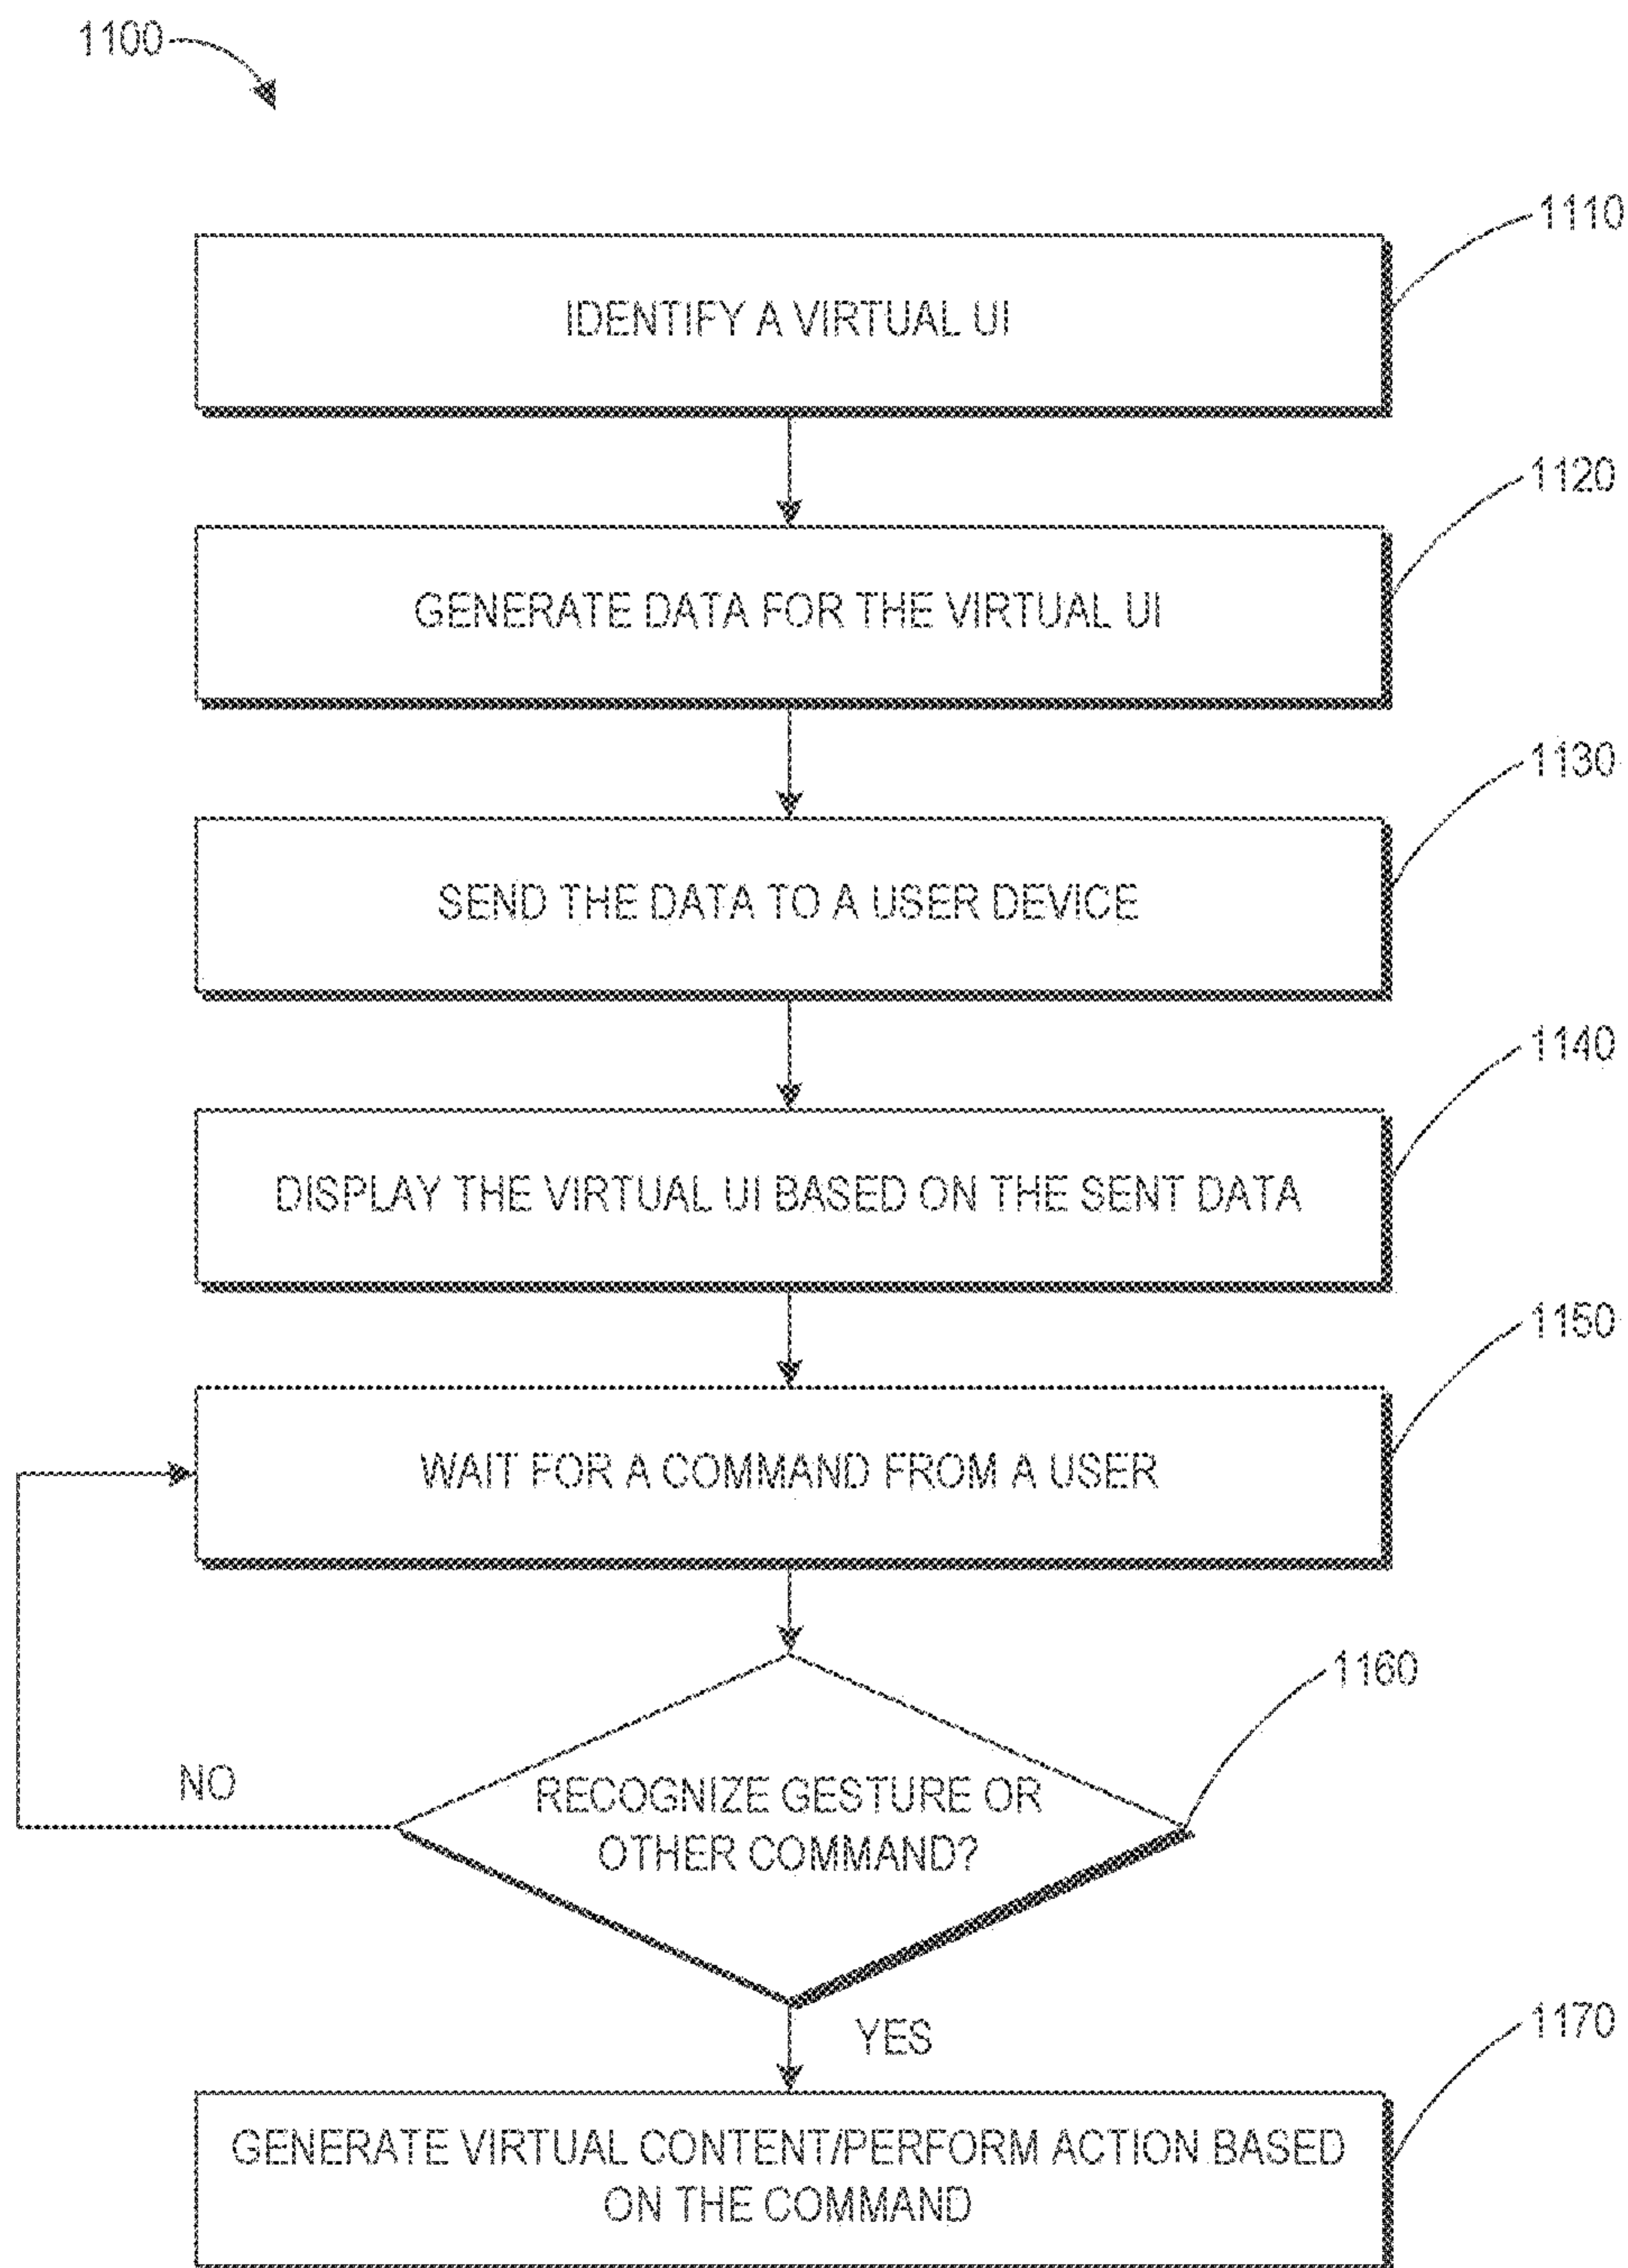 1100
1110
IDENTIFY A VIRTUAL UI
1120
GENERATE DATA FOR THE VIRTUAL UI
1130
SEND THE DATA TO A USER DEVICE
1140
DISPLAY THE VIRTUAL UI BASED ON THE SENT DATA
1150
WAIT FOR A COMMAND FROM A USER
1160
NO
RECOGNIZE GESTURE OR
OTHER COMMAND?
YES
1170
GENERATE VIRTUAL CONTENT/PERFORM ACTION BASED
ON THE COMMAND